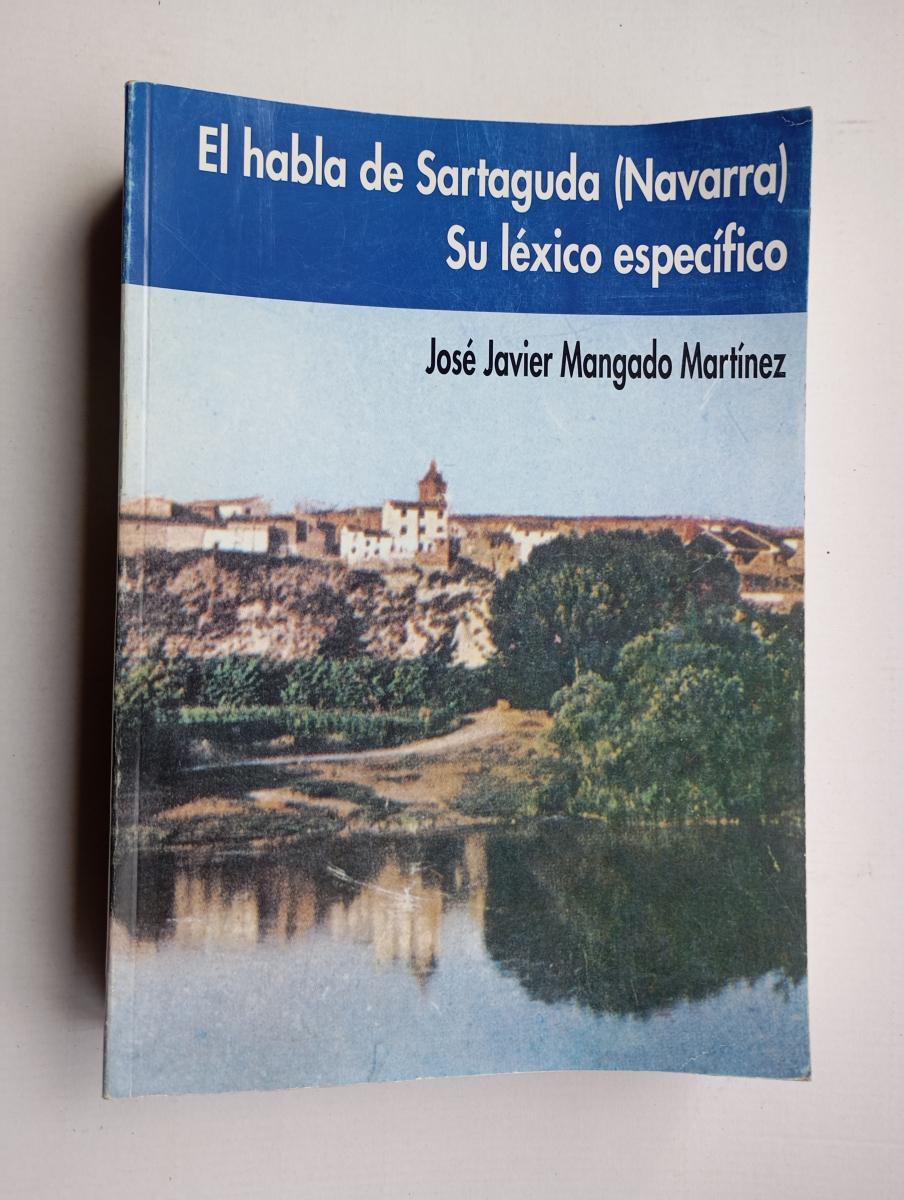 El habla de Sartaguda (Navarra)
Su léxico específico
José Javier Mangado Martínez